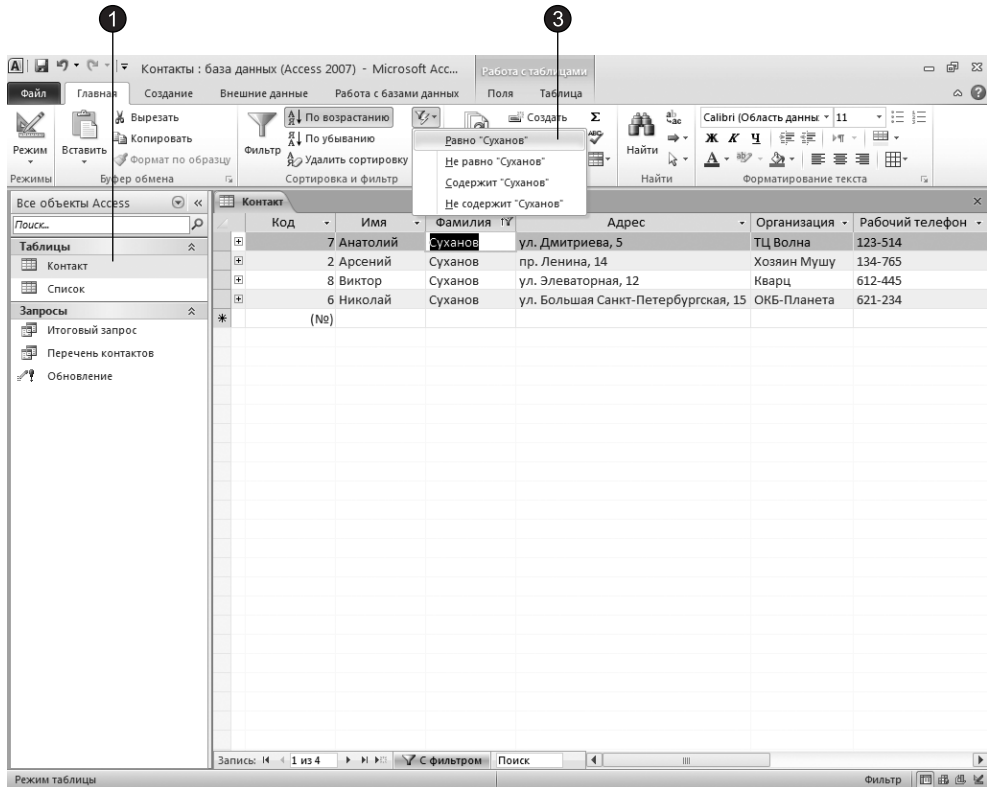 1 3
Контакты : база данных (Access 2007) - Microsoft Acc... Работа с таблицами
Файл Главная Создание Внешние данные Работа с базами данных Поля Таблица
Режим
Вставить
Вырезать
Копировать
Формат по образцу
Фильтр
По возрастанию
По убыванию
Удалить сортировку
Создать Σ
Найти
Calibri (Область данных 11
Ж К Ч
Режимы Буфер обмена Сортировка и фильтр Найти Форматирование текста
Равно "Суханов"
Не равно "Суханов"
Содержит "Суханов"
Не содержит "Суханов"
Все объекты Access
Поиск...
Таблицы
Контакт
Список
Запросы
Итоговый запрос
Перечень контактов
Обновление
Контакт
Код Имя Фамилия Адрес Организация Рабочий телефон
7 Анатолий Суханов ул. Дмитриева, 5 ТЦ Волна 123-514
2 Арсений Суханов пр. Ленина, 14 Хозяин Мушу 134-765
8 Виктор Суханов ул. Элеваторная, 12 Кварц 612-445
6 Николай Суханов ул. Большая Санкт-Петербургская, 15 ОКБ-Планета 621-234
(№)
Запись: 1 из 4 С фильтром Поиск
Режим таблицы Фильтр